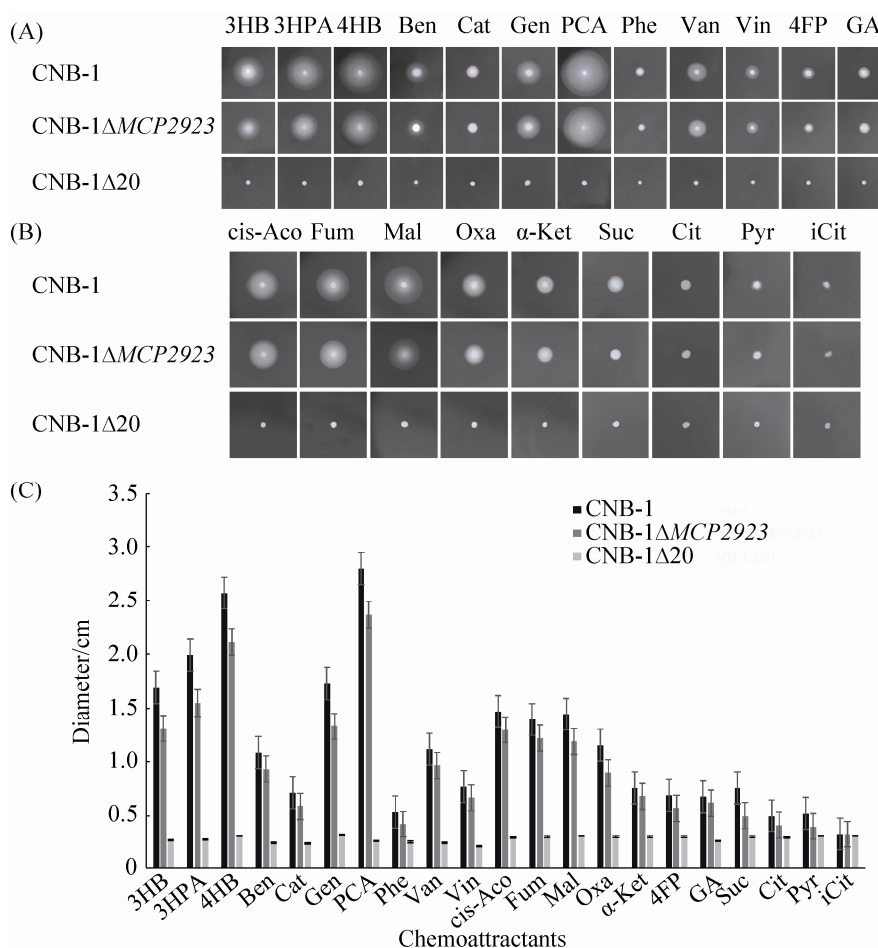 (A)
3HB 3HPA 4HB Ben Cat Gen PCA Phe Van Vin 4FP GA
CNB-1
CNB-1ΔMCP2923
CNB-1Δ20
(B)
cis-Aco Fum Mal Oxa α-Ket Suc Cit Pyr iCit
CNB-1
CNB-1ΔMCP2923
CNB-1Δ20
(C)
3.5
3.0
2.5
2.0
1.5
1.0
0.5
0
Diameter/cm
CNB-1
CNB-1ΔMCP2923
CNB-1Δ20
3HB 3HPA 4HB Ben Cat Gen PCA Phe Van Vin cis-Aco Fum Mal Oxa α-Ket 4FP GA Suc Cit Pyr iCit
Chemoattractants